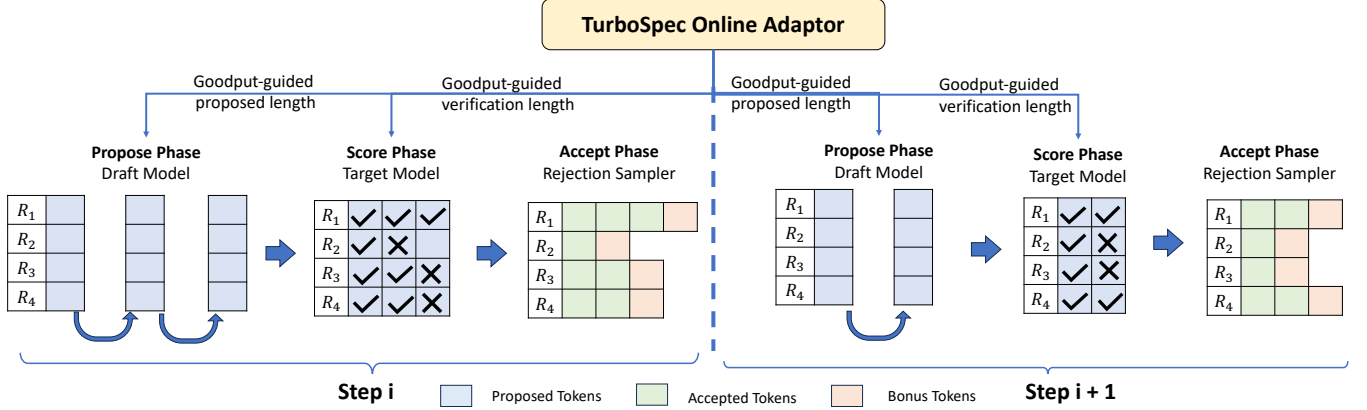 TurboSpec Online Adaptor
Goodput-guided
proposed length
Goodput-guided
verification length
Goodput-guided
proposed length
Goodput-guided
verification length
Propose Phase
Draft Model
Score Phase
Target Model
Accept Phase
Rejection Sampler
R1
R2
R3
R4
R1
R2
R3
R4
R1
R2
R3
R4
Propose Phase
Draft Model
Score Phase
Target Model
Accept Phase
Rejection Sampler
R1
R2
R3
R4
R1
R2
R3
R4
R1
R2
R3
R4
Step i
Step i + 1
Proposed Tokens
Accepted Tokens
Bonus Tokens